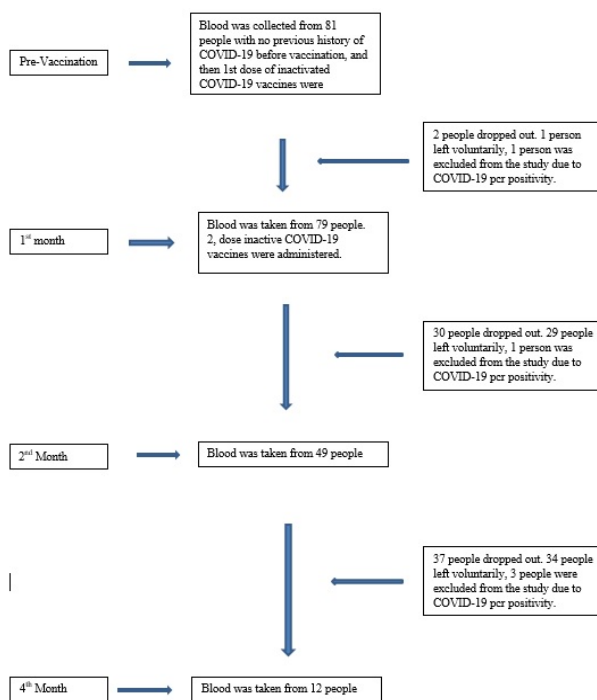 Blood was collected from 81
people with no previous history of
COVID-19 before vaccination, and
then 1st dose of inactivated
COVID-19 vaccines were
Pre-Vaccination
2 people dropped out. 1 person
left voluntarily, 1 person was
excluded from the study due to
COVID-19 pcr positivity.
1st month
Blood was taken from 79 people.
2, dose inactive COVID-19
vaccines were administered.
30 people dropped out. 29 people
left voluntarily, 1 person was
excluded from the study due to
COVID-19 pcr positivity.
2nd Month
Blood was taken from 49 people
37 people dropped out. 34 people
left voluntarily, 3 people were
excluded from the study due to
COVID-19 pcr positivity.
4th Month
Blood was taken from 12 people